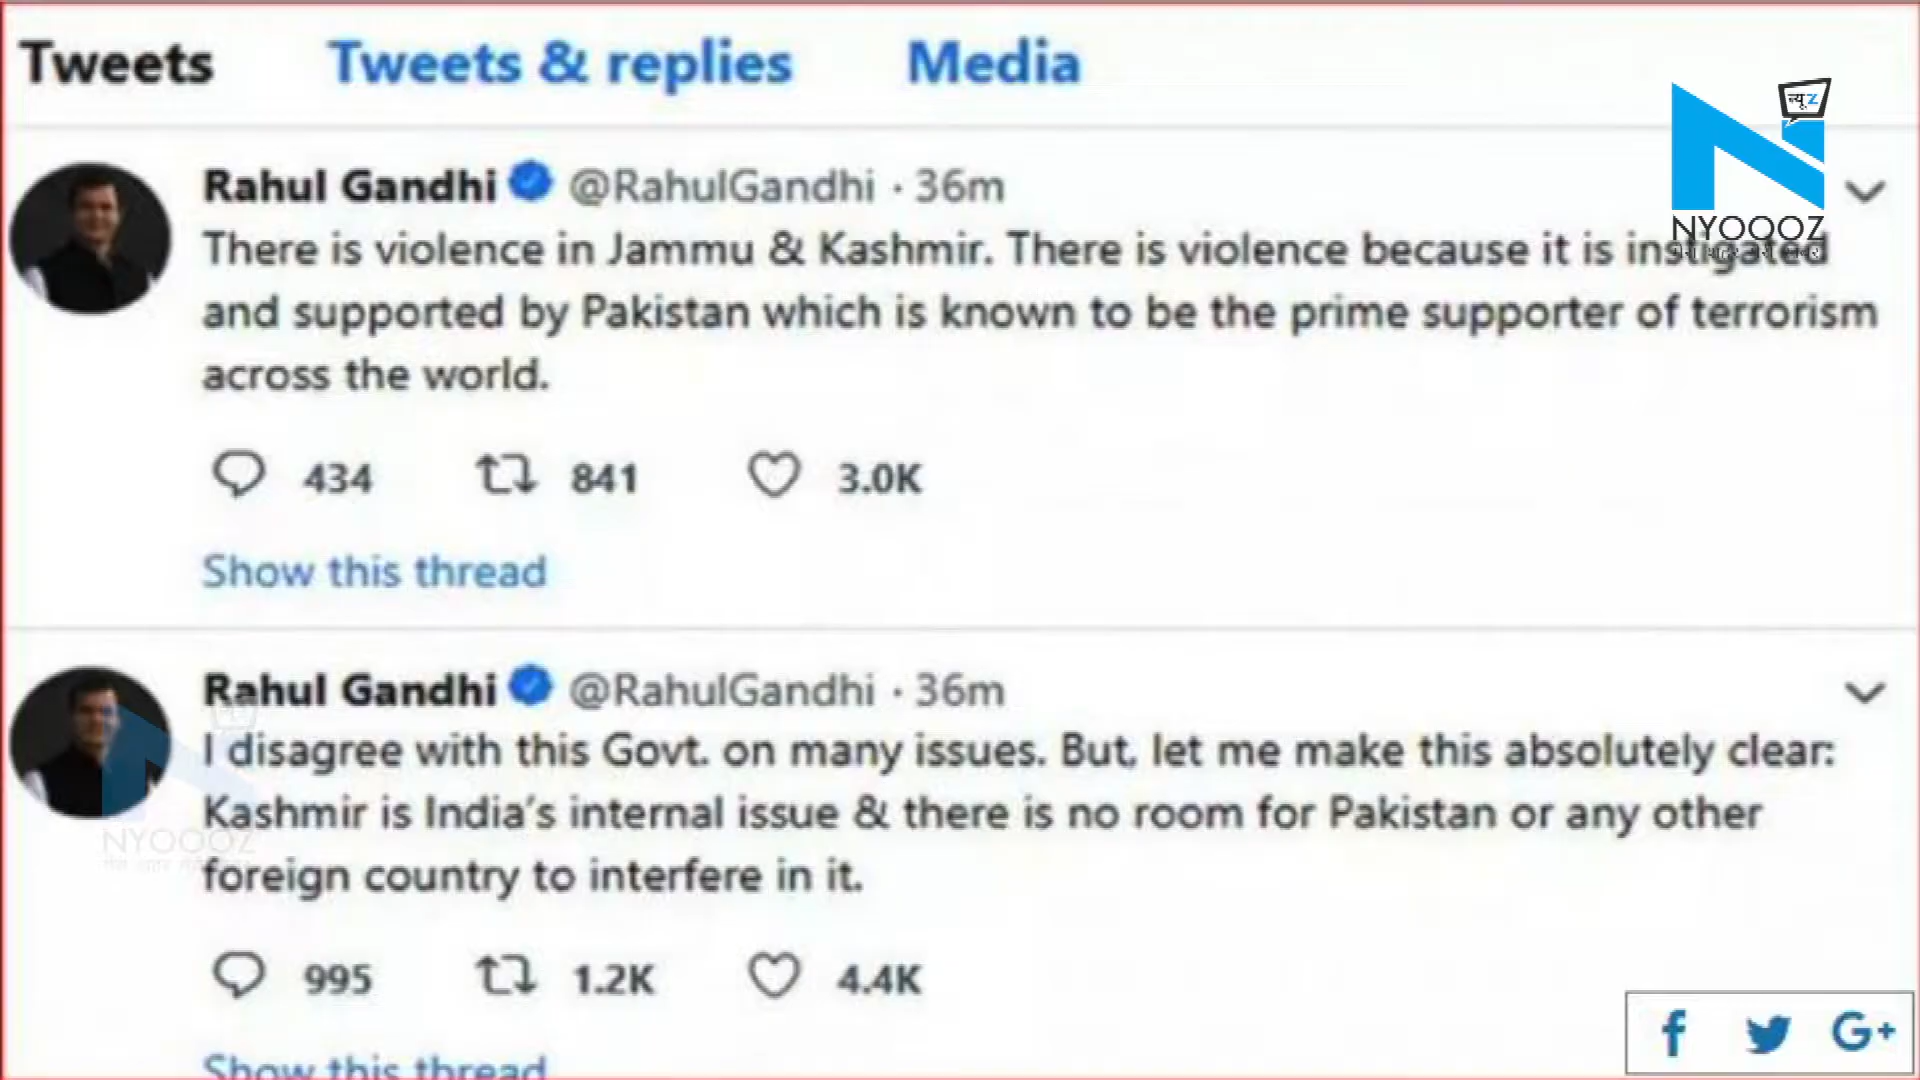 Tweets Tweets & replies Media
न्यूz
Rahul Gandhi @RahulGandhi · 36m
NYOOOZ
There is violence in Jammu & Kashmir. There is violence because it is instigated
and supported by Pakistan which is known to be the prime supporter of terrorism
across the world.
434 841 3.0K
Show this thread
Rahul Gandhi @RahulGandhi · 36m
I disagree with this Govt. on many issues. But, let me make this absolutely clear:
Kashmir is India's internal issue & there is no room for Pakistan or any other
NYOOOZ
foreign country to interfere in it.
995 1.2K 4.4K
Show this thread
f G+